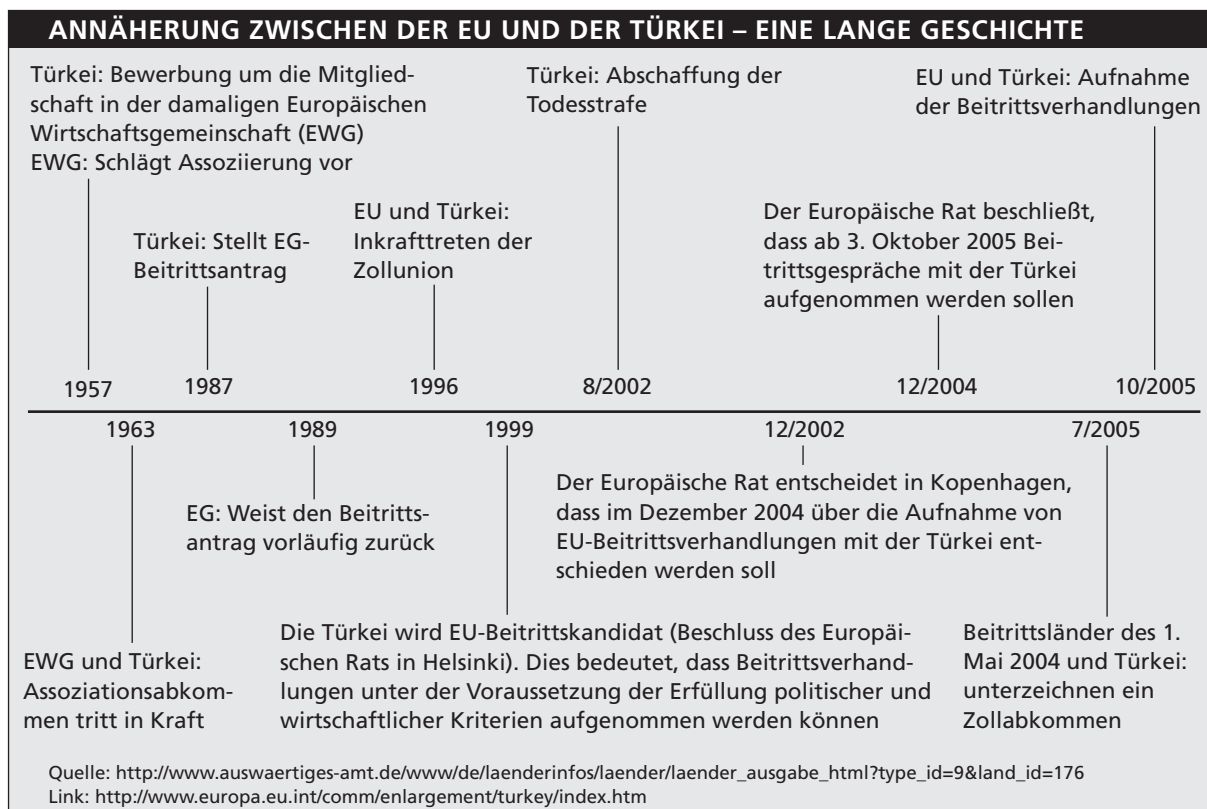 ANNÄHERUNG ZWISCHEN DER EU UND DER TÜRKEI – EINE LANGE GESCHICHTE
Türkei: Bewerbung um die Mitglied-
schaft in der damaligen Europäischen
Wirtschaftsgemeinschaft (EWG)
EWG: Schlägt Assoziierung vor
Türkei: Stellt EG-
Beitrittsantrag
EU und Türkei:
Inkrafttreten der
Zollunion
Türkei: Abschaffung der
Todesstrafe
Der Europäische Rat beschließt,
dass ab 3. Oktober 2005 Bei-
trittsgespräche mit der Türkei
aufgenommen werden sollen
EU und Türkei: Aufnahme
der Beitrittsverhandlungen
1957 1987 1996 8/2002 12/2004 10/2005
1963 1989 1999 12/2002 7/2005
EWG und Türkei:
Assoziationsabkom-
men tritt in Kraft
EG: Weist den Beitritts-
antrag vorläufig zurück
Die Türkei wird EU-Beitrittskandidat (Beschluss des Europäi-
schen Rats in Helsinki). Dies bedeutet, dass Beitrittsverhand-
lungen unter der Voraussetzung der Erfüllung politischer und
wirtschaftlicher Kriterien aufgenommen werden können
Der Europäische Rat entscheidet in Kopenhagen,
dass im Dezember 2004 über die Aufnahme von
EU-Beitrittsverhandlungen mit der Türkei ent-
schieden werden soll
Beitrittsländer des 1.
Mai 2004 und Türkei:
unterzeichnen ein
Zollabkommen
Quelle: http://www.auswaertiges-amt.de/www/de/laenderinfos/laender/laender_ausgabe_html?type_id=9&land_id=176
Link: http://www.europa.eu.int/comm/enlargement/turkey/index.htm